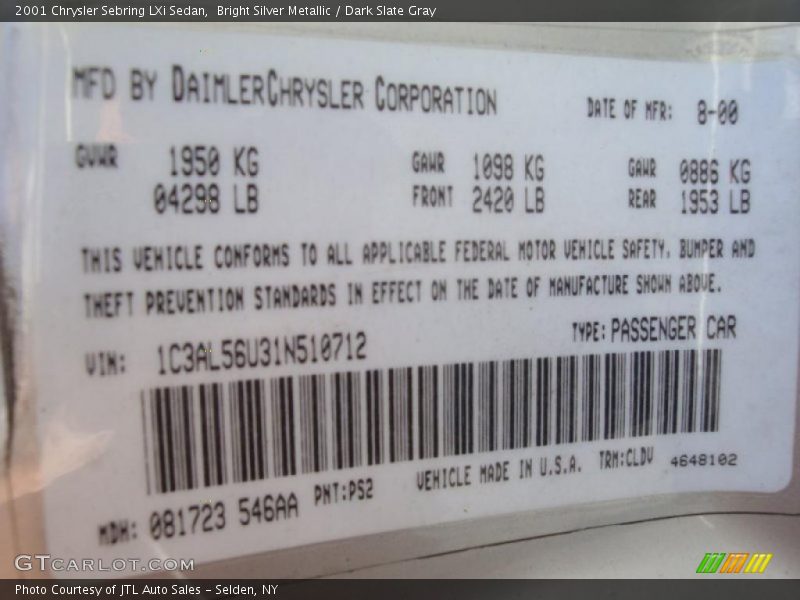 2001 Chrysler Sebring LXi Sedan, Bright Silver Metallic / Dark Slate Gray
MFD BY DAIMLERCHRYSLER CORPORATION DATE OF MFR: 8-00
GVWR 1950 KG GAWR 1098 KG GAWR 0886 KG
04298 LB FRONT 2420 LB REAR 1953 LB
THIS VEHICLE CONFORMS TO ALL APPLICABLE FEDERAL MOTOR VEHICLE SAFETY, BUMPER AND
THEFT PREVENTION STANDARDS IN EFFECT ON THE DATE OF MANUFACTURE SHOWN ABOVE.
VIN: 1C3AL56U31N510712 TYPE: PASSENGER CAR
MDH: 081723 546AA PNT:PS2 VEHICLE MADE IN U.S.A. TRM:CLDV 4648102
GTCARLOT.COM
Photo Courtesy of JTL Auto Sales - Selden, NY